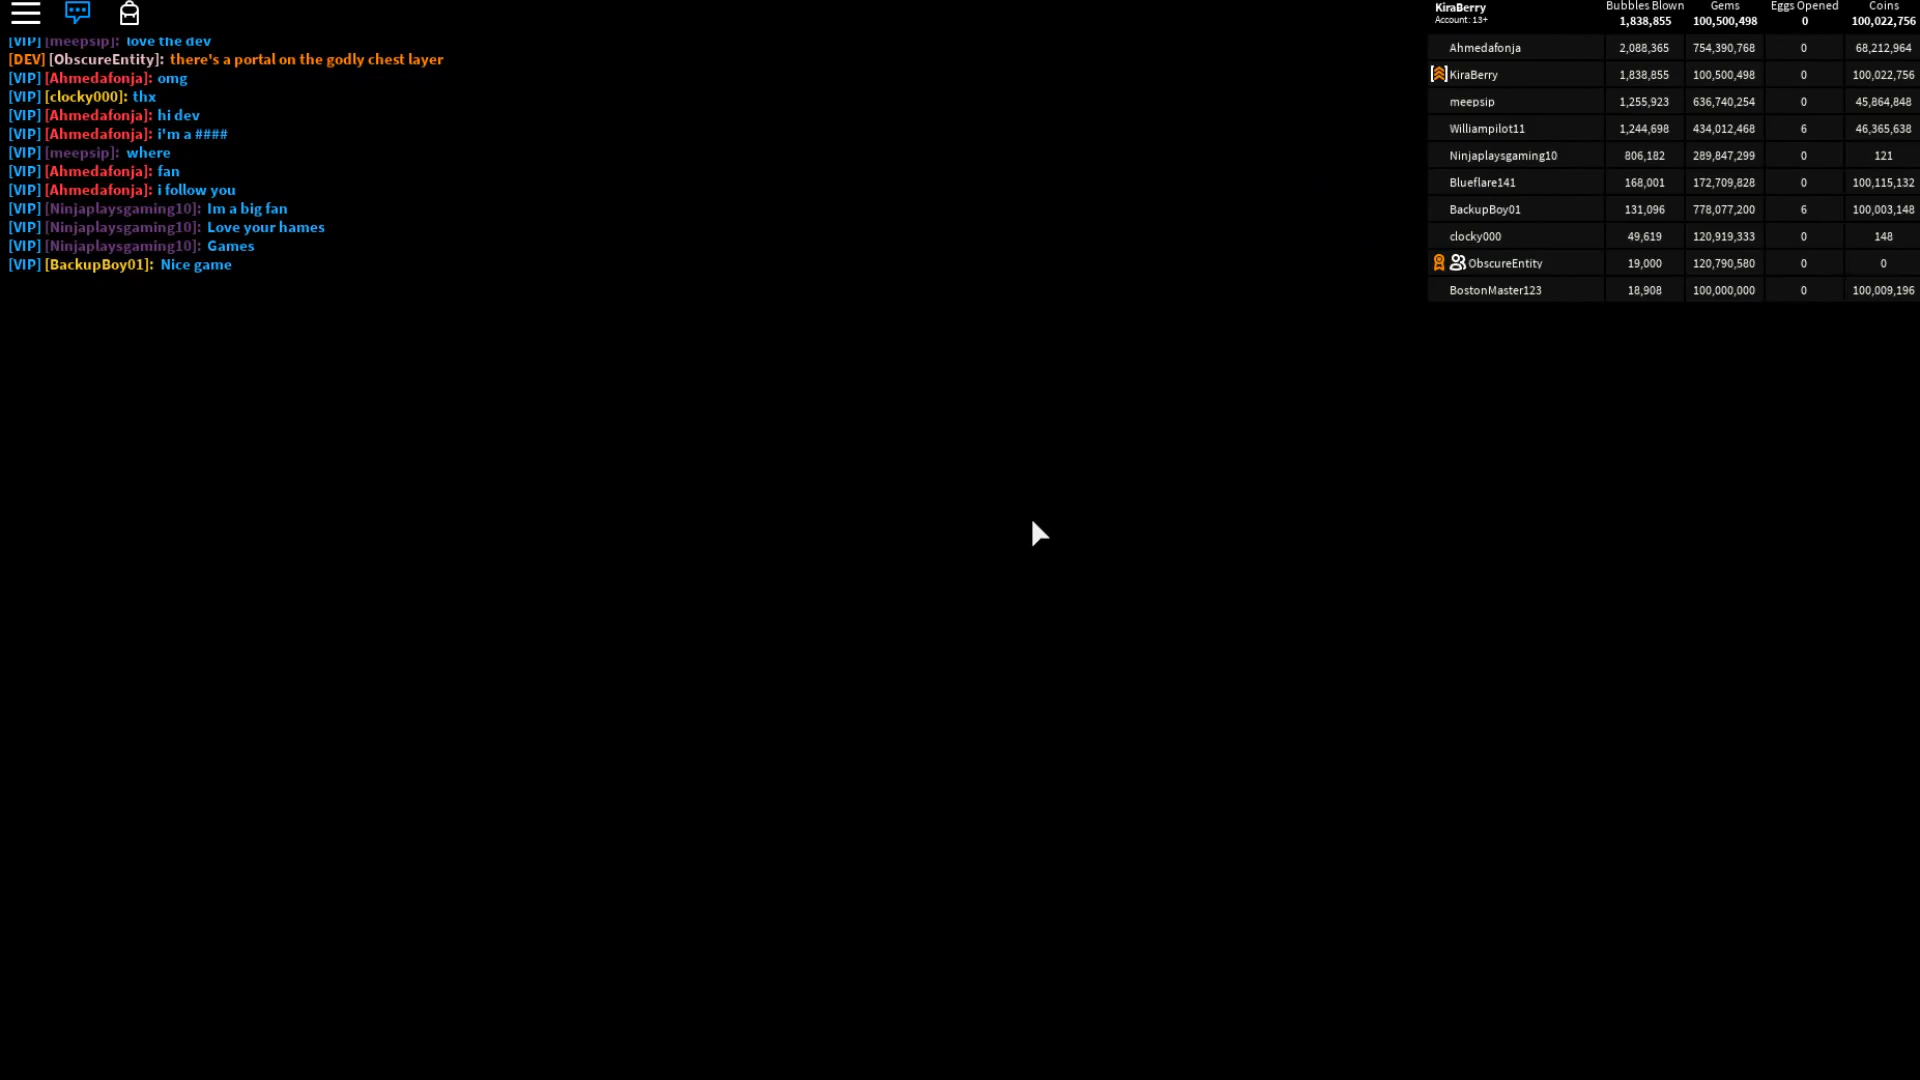 [VIP] [meepsip]: love the dev
[DEV] [ObscureEntity]: there's a portal on the godly chest layer
[VIP] [Ahmedafonja]: omg
[VIP] [clocky000]: thx
[VIP] [Ahmedafonja]: hi dev
[VIP] [Ahmedafonja]: i'm a ####
[VIP] [meepsip]: where
[VIP] [Ahmedafonja]: fan
[VIP] [Ahmedafonja]: i follow you
[VIP] [Ninjaplaysgaming10]: Im a big fan
[VIP] [Ninjaplaysgaming10]: Love your hames
[VIP] [Ninjaplaysgaming10]: Games
[VIP] [BackupBoy01]: Nice game
KiraBerry Bubbles Blown Gems Eggs Opened Coins
Account: 13+ 1,838,855 100,500,498 0 100,022,756
Ahmedafonja 2,088,365 754,390,768 0 68,212,964
KiraBerry 1,838,855 100,500,498 0 100,022,756
meepsip 1,255,923 636,740,254 0 45,864,848
Williampilot11 1,244,698 434,012,468 6 46,365,638
Ninjaplaysgaming10 806,182 289,847,299 0 121
Blueflare141 168,001 172,709,828 0 100,115,132
BackupBoy01 131,096 778,077,200 6 100,003,148
clocky000 49,619 120,919,333 0 148
ObscureEntity 19,000 120,790,580 0 0
BostonMaster123 18,908 100,000,000 0 100,009,196